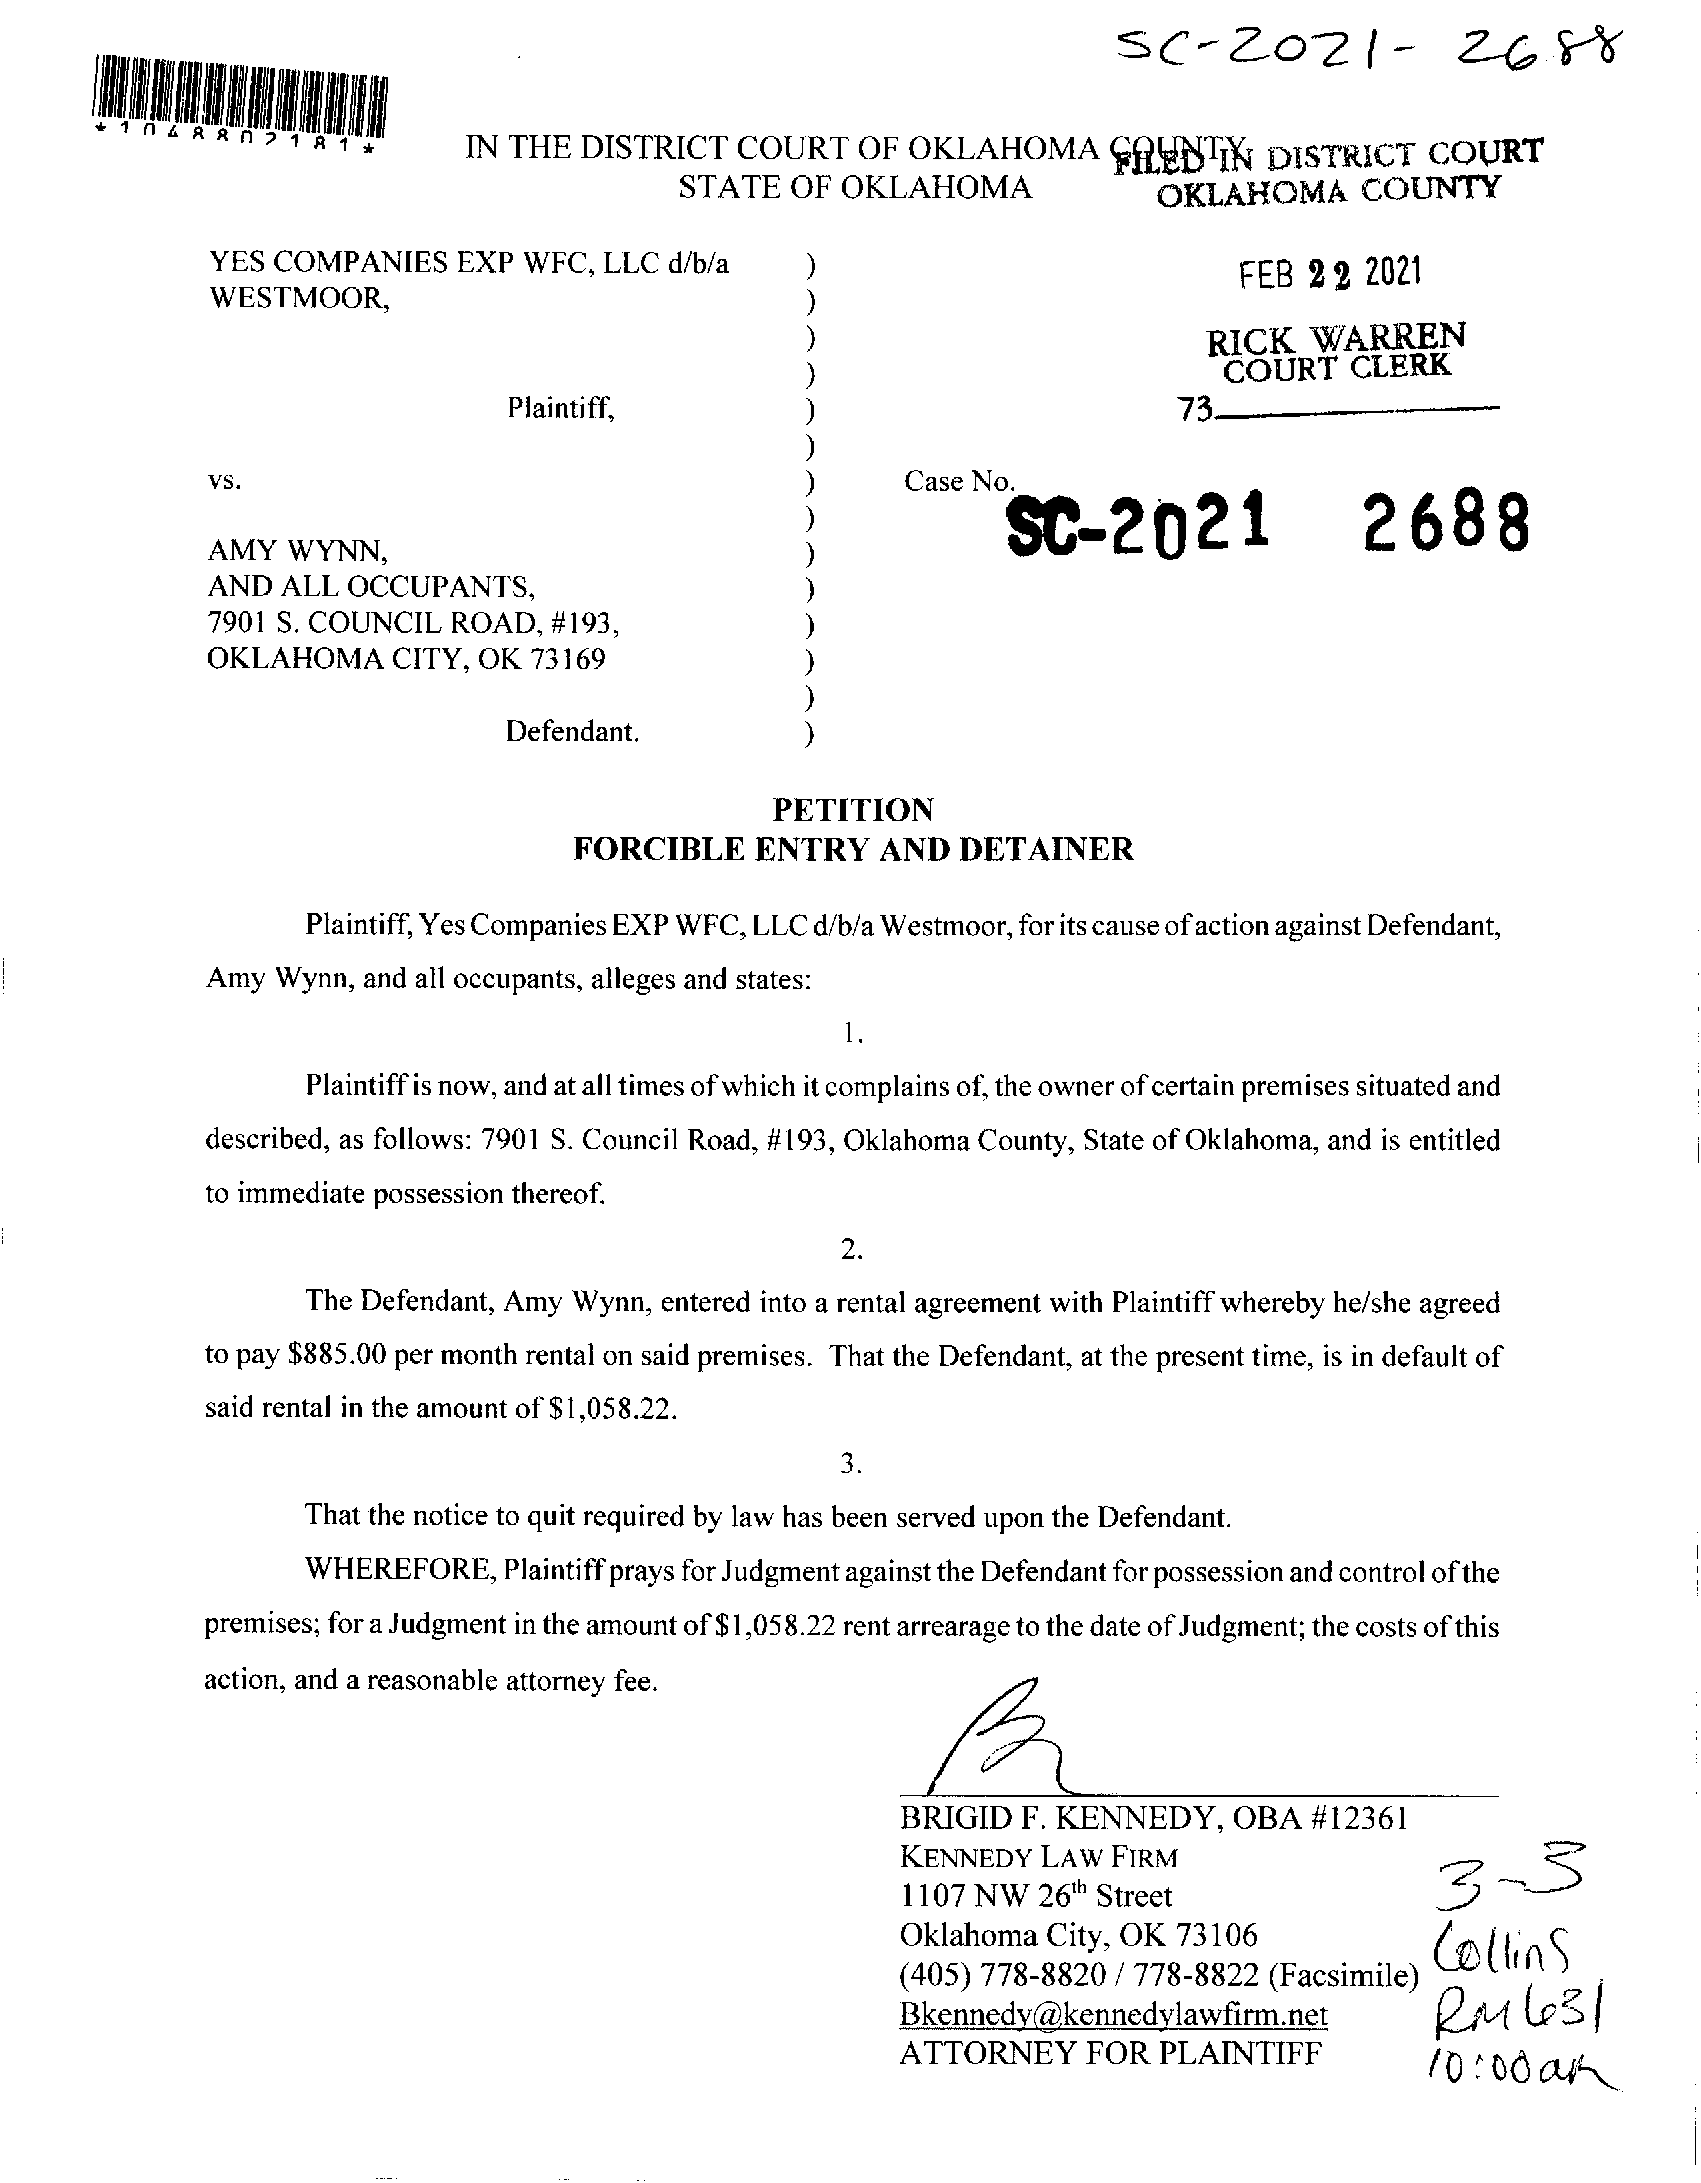 SC-2021-2688
*1048807181*
IN THE DISTRICT COURT OF OKLAHOMA COUNTY
STATE OF OKLAHOMA
FILED IN DISTRICT COURT
OKLAHOMA COUNTY
FEB 22 2021
RICK WARREN
COURT CLERK
73
YES COMPANIES EXP WFC, LLC d/b/a )
WESTMOOR, )
)
)
Plaintiff, )
)
vs. ) Case No. SC-2021 2688
)
AMY WYNN, )
AND ALL OCCUPANTS, )
7901 S. COUNCIL ROAD, #193, )
OKLAHOMA CITY, OK 73169 )
)
Defendant. )
PETITION
FORCIBLE ENTRY AND DETAINER
Plaintiff, Yes Companies EXP WFC, LLC d/b/a Westmoor, for its cause of action against Defendant,
Amy Wynn, and all occupants, alleges and states:
1.
Plaintiff is now, and at all times of which it complains of, the owner of certain premises situated and
described, as follows: 7901 S. Council Road, #193, Oklahoma County, State of Oklahoma, and is entitled
to immediate possession thereof.
2.
The Defendant, Amy Wynn, entered into a rental agreement with Plaintiff whereby he/she agreed
to pay $885.00 per month rental on said premises. That the Defendant, at the present time, is in default of
said rental in the amount of $1,058.22.
3.
That the notice to quit required by law has been served upon the Defendant.
WHEREFORE, Plaintiff prays for Judgment against the Defendant for possession and control of the
premises; for a Judgment in the amount of $1,058.22 rent arrearage to the date of Judgment; the costs of this
action, and a reasonable attorney fee.
BRIGID F. KENNEDY, OBA #12361
KENNEDY LAW FIRM
1107 NW 26th Street
Oklahoma City, OK 73106
(405) 778-8820 / 778-8822 (Facsimile)
Bkennedy@kennedylawfirm.net
ATTORNEY FOR PLAINTIFF
3-3
Collins
RM 631
10:00am